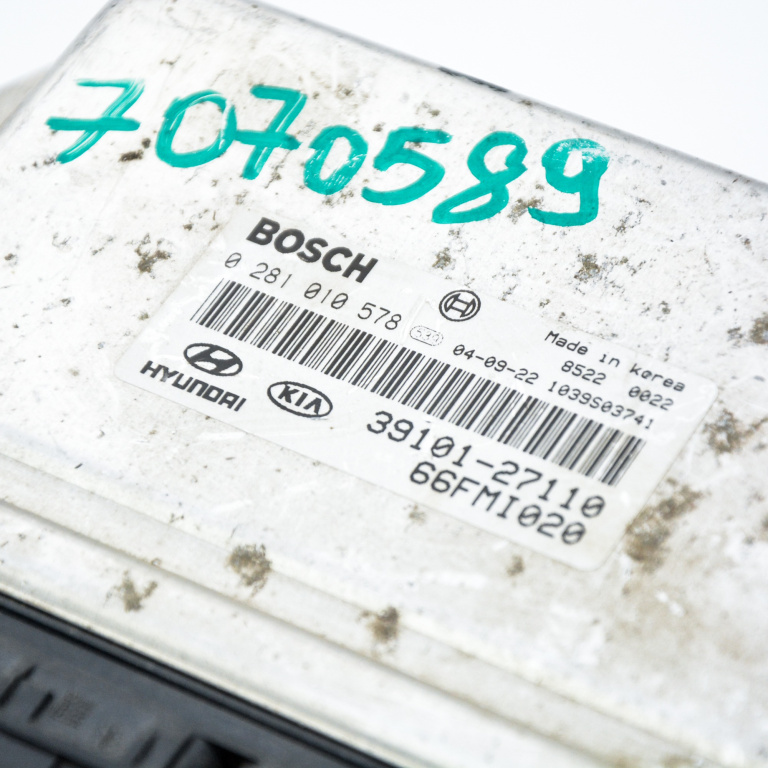 7070589
BOSCH
0 281 010 578
Made in korea
8522 0022
04-09-22 1039S03741
HYUNDAI
KIA
39101-27110
66FMI020